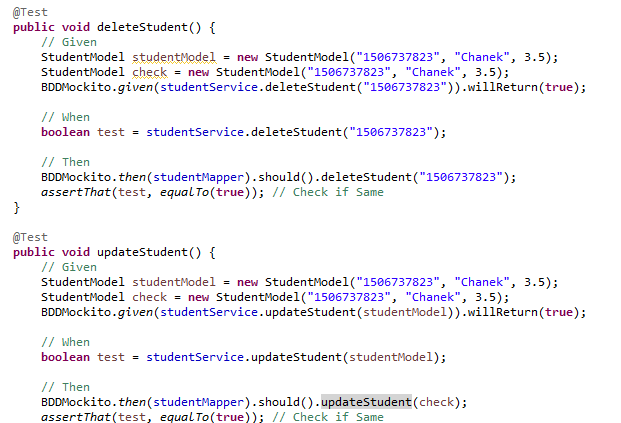 @Test
public void deleteStudent() {
// Given
StudentModel studentModel = new StudentModel("1506737823", "Chanek", 3.5);
StudentModel check = new StudentModel("1506737823", "Chanek", 3.5);
BDDMockito.given(studentService.deleteStudent("1506737823")).willReturn(true);
// When
boolean test = studentService.deleteStudent("1506737823");
// Then
BDDMockito.then(studentMapper).should().deleteStudent("1506737823");
assertThat(test, equalTo(true)); // Check if Same
}
@Test
public void updateStudent() {
// Given
StudentModel studentModel = new StudentModel("1506737823", "Chanek", 3.5);
StudentModel check = new StudentModel("1506737823", "Chanek", 3.5);
BDDMockito.given(studentService.updateStudent(studentModel)).willReturn(true);
// When
boolean test = studentService.updateStudent(studentModel);
// Then
BDDMockito.then(studentMapper).should().updateStudent(check);
assertThat(test, equalTo(true)); // Check if Same